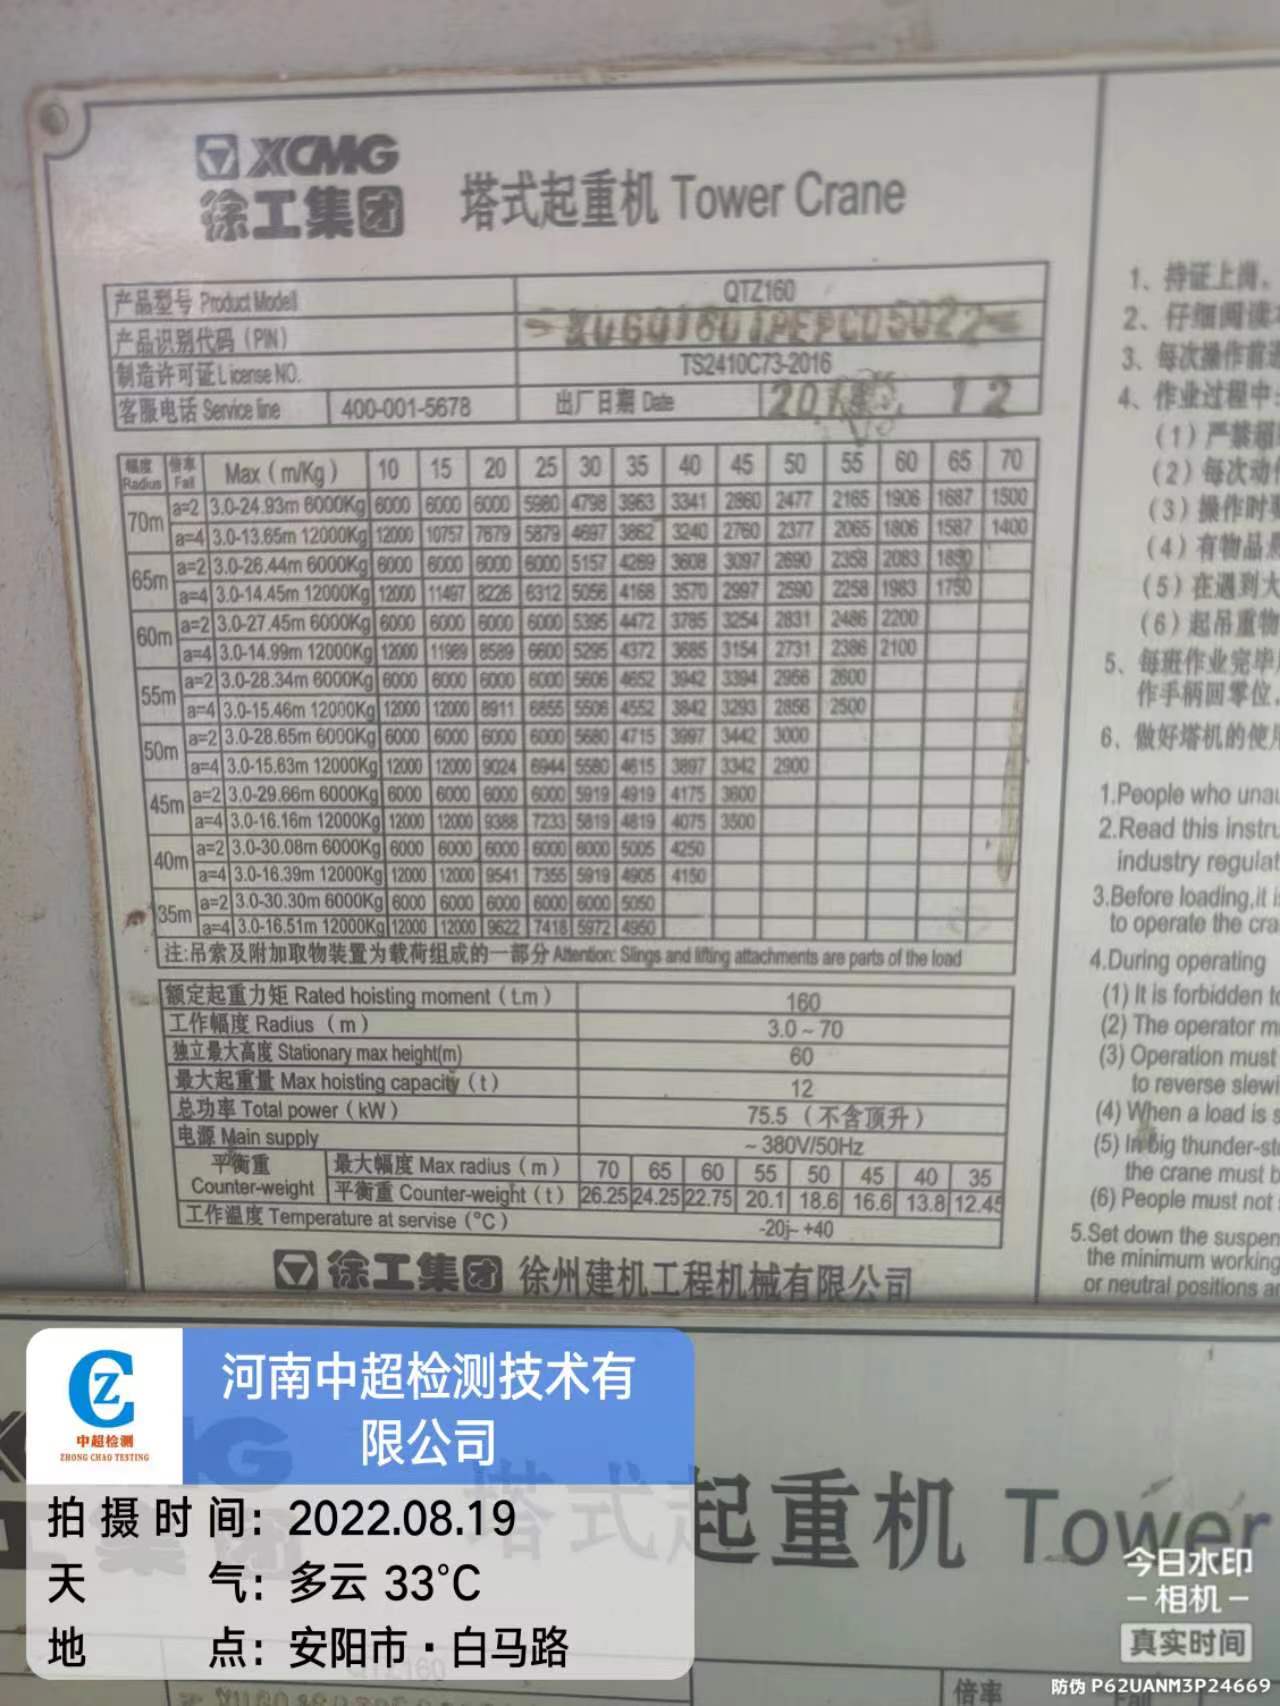 XCMG
徐工集团
塔式起重机 Tower Crane
产品型号 Product Modell QTZ160
产品识别代码（PIN）
制造许可证License NO. TS2410C73-2016
客服电话 Service line 400-001-5678 出厂日期 Date 12
幅度 Radius 倍率 Fall Max（m/Kg） 10 15 20 25 30 35 40 45 50 55 60 65 70
70m a=2 3.0-24.93m 6000Kg 6000 6000 6000 5980 4798 3963 3341 2860 2477 2165 1906 1687 1500
a=4 3.0-13.65m 12000Kg 12000 10757 7679 5879 4697 3862 3240 2760 2377 2065 1806 1587 1400
65m a=2 3.0-26.44m 6000Kg 6000 6000 6000 6000 5157 4269 3608 3097 2690 2358 2083
a=4 3.0-14.45m 12000Kg 12000 11497 8226 6312 5056 4168 3570 2997 2590 2258 1983 1750
60m a=2 3.0-27.45m 6000Kg 6000 6000 6000 6000 5395 4472 3785 3254 2831 2486 2200
a=4 3.0-14.99m 12000Kg 12000 11989 8589 6600 5295 4372 3685 3154 2731 2386 2100
55m a=2 3.0-28.34m 6000Kg 6000 6000 6000 6000 5606 4652 3942 3394 2956 2600
a=4 3.0-15.46m 12000Kg 12000 12000 8911 6855 5506 4552 3842 3293 2856 2500
50m a=2 3.0-28.65m 6000Kg 6000 6000 6000 6000 5680 4715 3997 3442 3000
a=4 3.0-15.63m 12000Kg 12000 12000 9024 6944 5580 4615 3897 3342 2900
45m a=2 3.0-29.66m 6000Kg 6000 6000 6000 6000 5919 4919 4175 3600
a=4 3.0-16.16m 12000Kg 12000 12000 9388 7233 5819 4819 4075 3500
40m a=2 3.0-30.08m 6000Kg 6000 6000 6000 6000 6000 5005 4250
a=4 3.0-16.39m 12000Kg 12000 12000 9541 7355 5919 4905 4150
35m a=2 3.0-30.30m 6000Kg 6000 6000 6000 6000 6000 5050
a=4 3.0-16.51m 12000Kg 12000 12000 9622 7418 5972 4950
注:吊索及附加取物装置为载荷组成的一部分 Attention: Slings and lifting attachments are parts of the load
额定起重力矩 Rated hoisting moment（t.m） 160
工作幅度 Radius （m） 3.0～70
独立最大高度 Stationary max height(m) 60
最大起重量 Max hoisting capacity（t） 12
总功率 Total power（kW） 75.5（不含顶升）
电源 Main supply ～380V/50Hz
平衡重 Counter-weight 最大幅度 Max radius（m） 70 65 60 55 50 45 40 35
平衡重 Counter-weight（t） 26.25 24.25 22.75 20.1 18.6 16.6 13.8 12.45
工作温度 Temperature at servise（°C） -20j~ +40
徐工集团 徐州建机工程机械有限公司
1、持证上岗，
2、仔细阅读
3、每次操作前
4、作业过程中：
（1）严禁超
（2）每次动
（3）操作时
（4）有物品
（5）在遇到大
（6）起吊重物
5、每班作业完毕
作手柄回零位，
6、做好塔机的使用
1.People who
2.Read this
industry
3.Before loading,it
to operate the
4.During operating
(1) It is forbidden
(2) The operator
(3) Operation must
to reverse
(4) When a load is
(5) In big
the crane must
(6) People must not
5.Set down the
the minimum working
or neutral positions
塔式起重机 Tower
QTZ160
倍率
中超检测
ZHONG CHAO TESTING
河南中超检测技术有
限公司
拍摄时间: 2022.08.19
天气: 多云 33°C
地点: 安阳市·白马路
今日水印
相机
真实时间
防伪 P62UANM3P24669